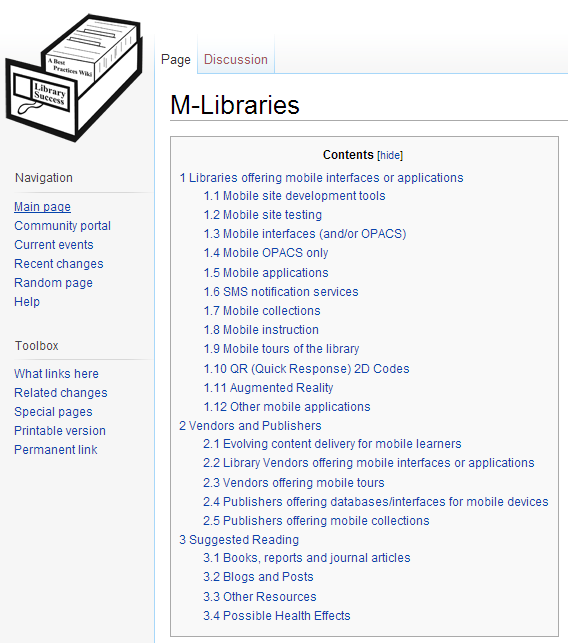 A Best
Practices Wiki
Library
Success
Navigation
Main page
Community portal
Current events
Recent changes
Random page
Help
Toolbox
What links here
Related changes
Special pages
Printable version
Permanent link
Page Discussion
M-Libraries
Contents [hide]
1 Libraries offering mobile interfaces or applications
1.1 Mobile site development tools
1.2 Mobile site testing
1.3 Mobile interfaces (and/or OPACS)
1.4 Mobile OPACS only
1.5 Mobile applications
1.6 SMS notification services
1.7 Mobile collections
1.8 Mobile instruction
1.9 Mobile tours of the library
1.10 QR (Quick Response) 2D Codes
1.11 Augmented Reality
1.12 Other mobile applications
2 Vendors and Publishers
2.1 Evolving content delivery for mobile learners
2.2 Library Vendors offering mobile interfaces or applications
2.3 Vendors offering mobile tours
2.4 Publishers offering databases/interfaces for mobile devices
2.5 Publishers offering mobile collections
3 Suggested Reading
3.1 Books, reports and journal articles
3.2 Blogs and Posts
3.3 Other Resources
3.4 Possible Health Effects